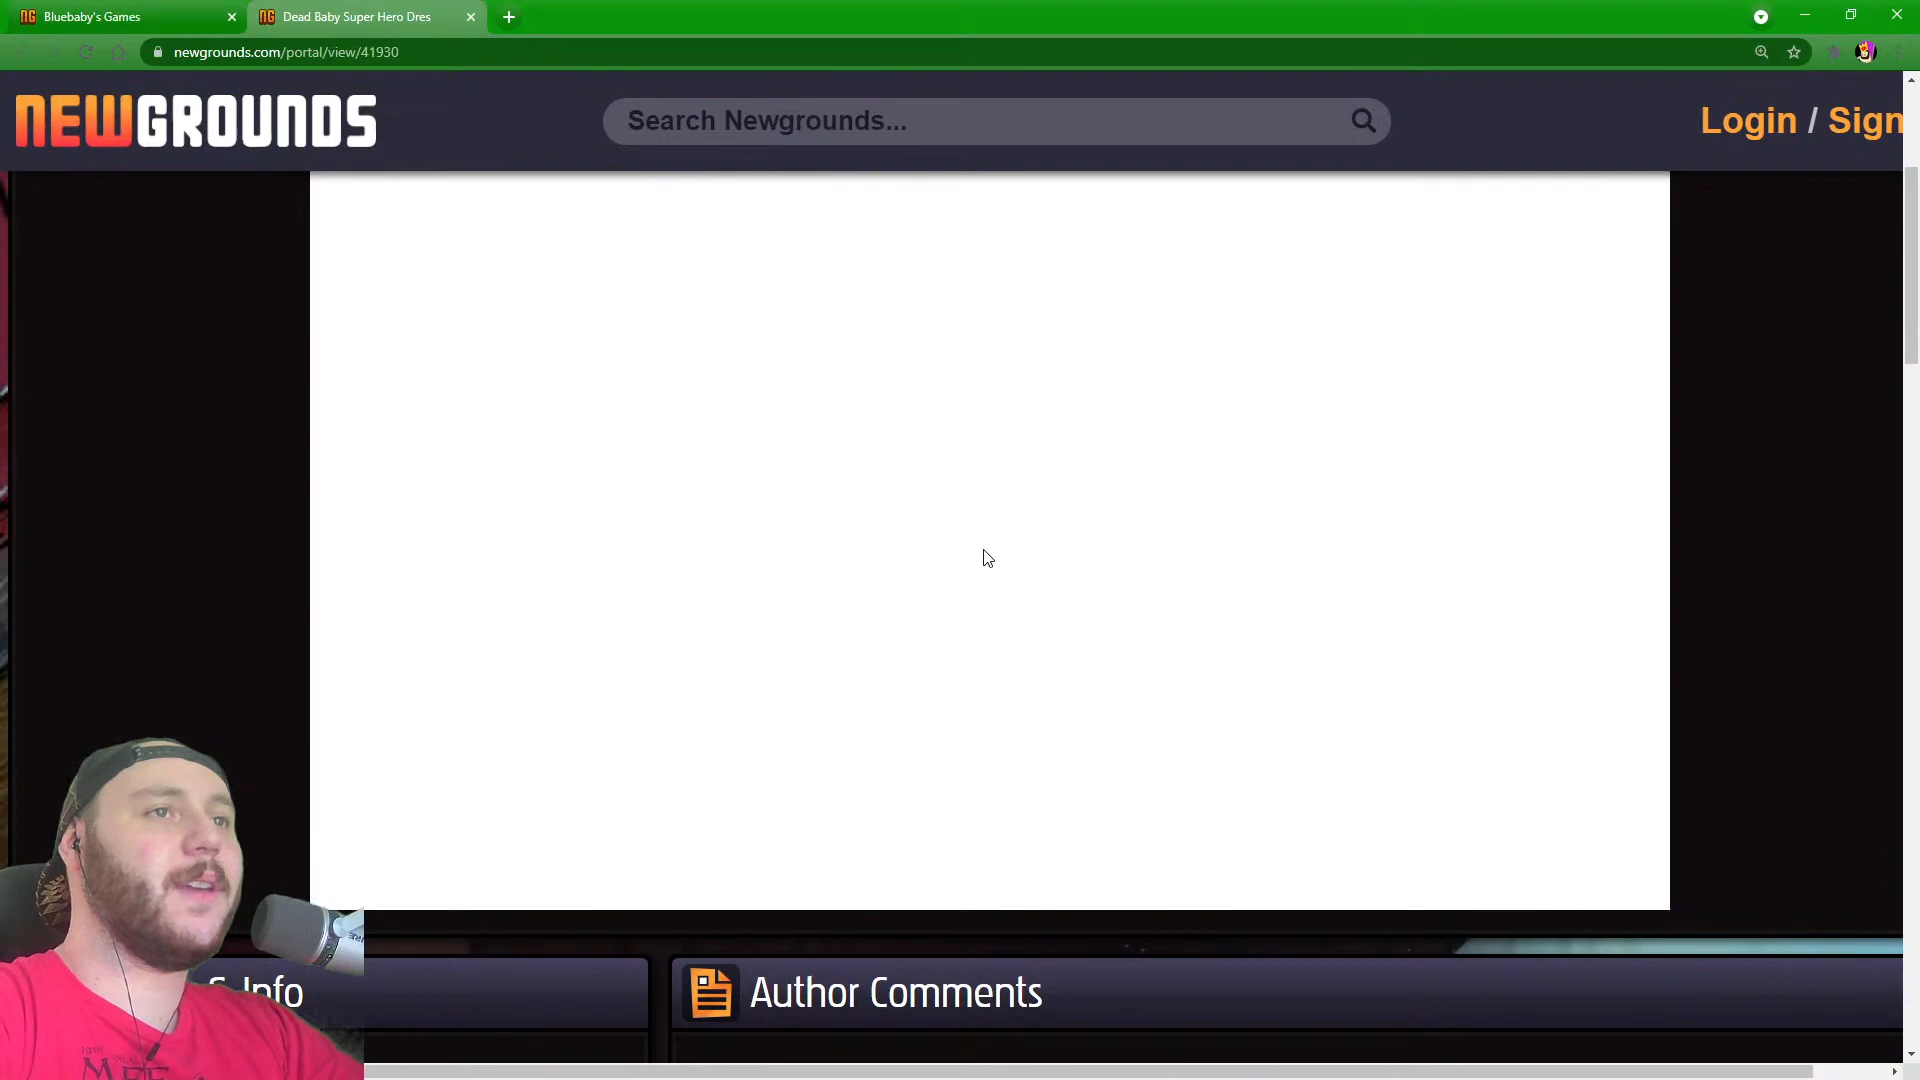 Bluebaby's Games
Dead Baby Super Hero Dres
newgrounds.com/portal/view/41930
NEWGROUNDS
Search Newgrounds...
Login / Sign
Info
Author Comments